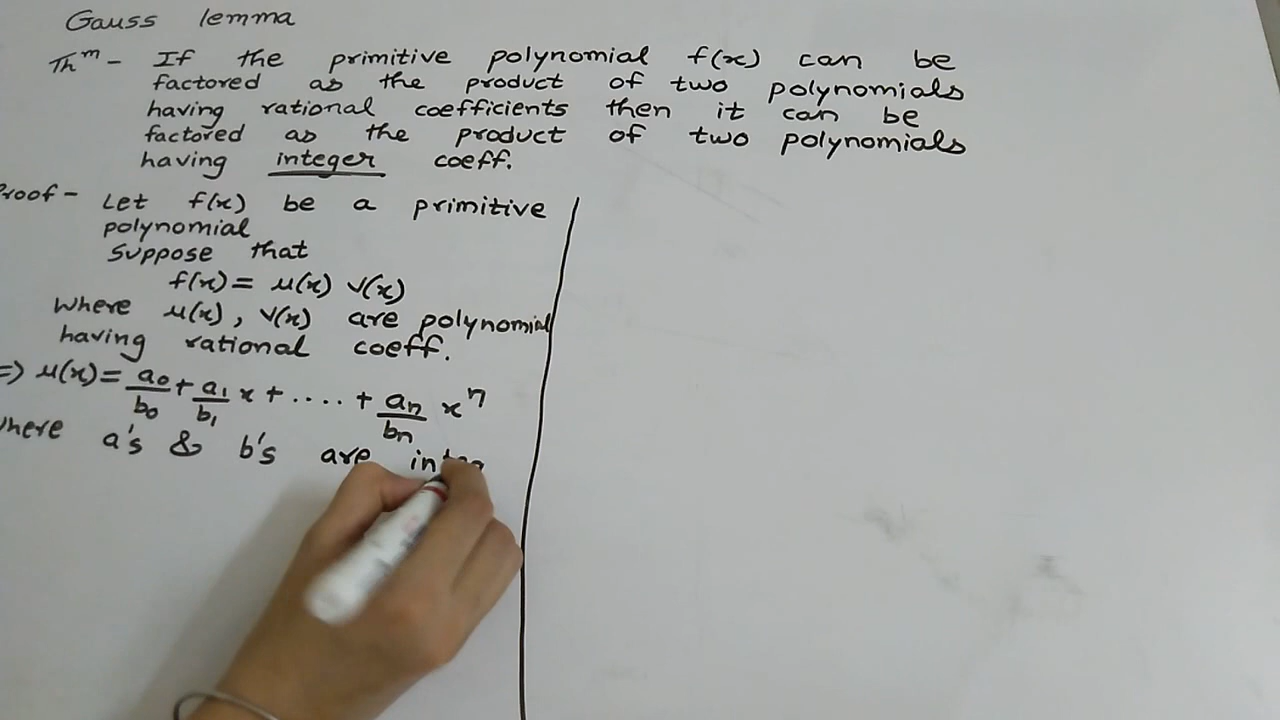 Gauss lemma
Thm - If the primitive polynomial f(x) can be
factored as the product of two polynomials
having rational coefficients then it can be
factored as the product of two polynomials
having integer coeff.
Proof - Let f(x) be a primitive
polynomial
Suppose that
f(x) = u(x) v(x)
Where u(x), v(x) are polynomial
having rational coeff.
=> u(x) = a0/b0 + a1/b1 x + .... + an/bn x^n
where a's & b's are